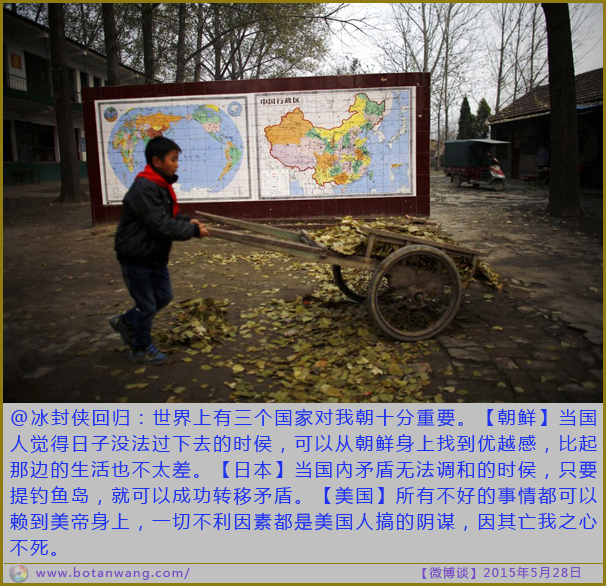 中国行政区
@冰封侠回归：世界上有三个国家对我朝十分重要。【朝鲜】当国
人觉得日子没法过下去的时侯，可以从朝鲜身上找到优越感，比起
那边的生活也不太差。【日本】当国内矛盾无法调和的时侯，只要
提钓鱼岛，就可以成功转移矛盾。【美国】所有不好的事情都可以
赖到美帝身上，一切不利因素都是美国人搞的阴谋，因其亡我之心
不死。
www.botanwang.com/
【微博谈】2015年5月28日